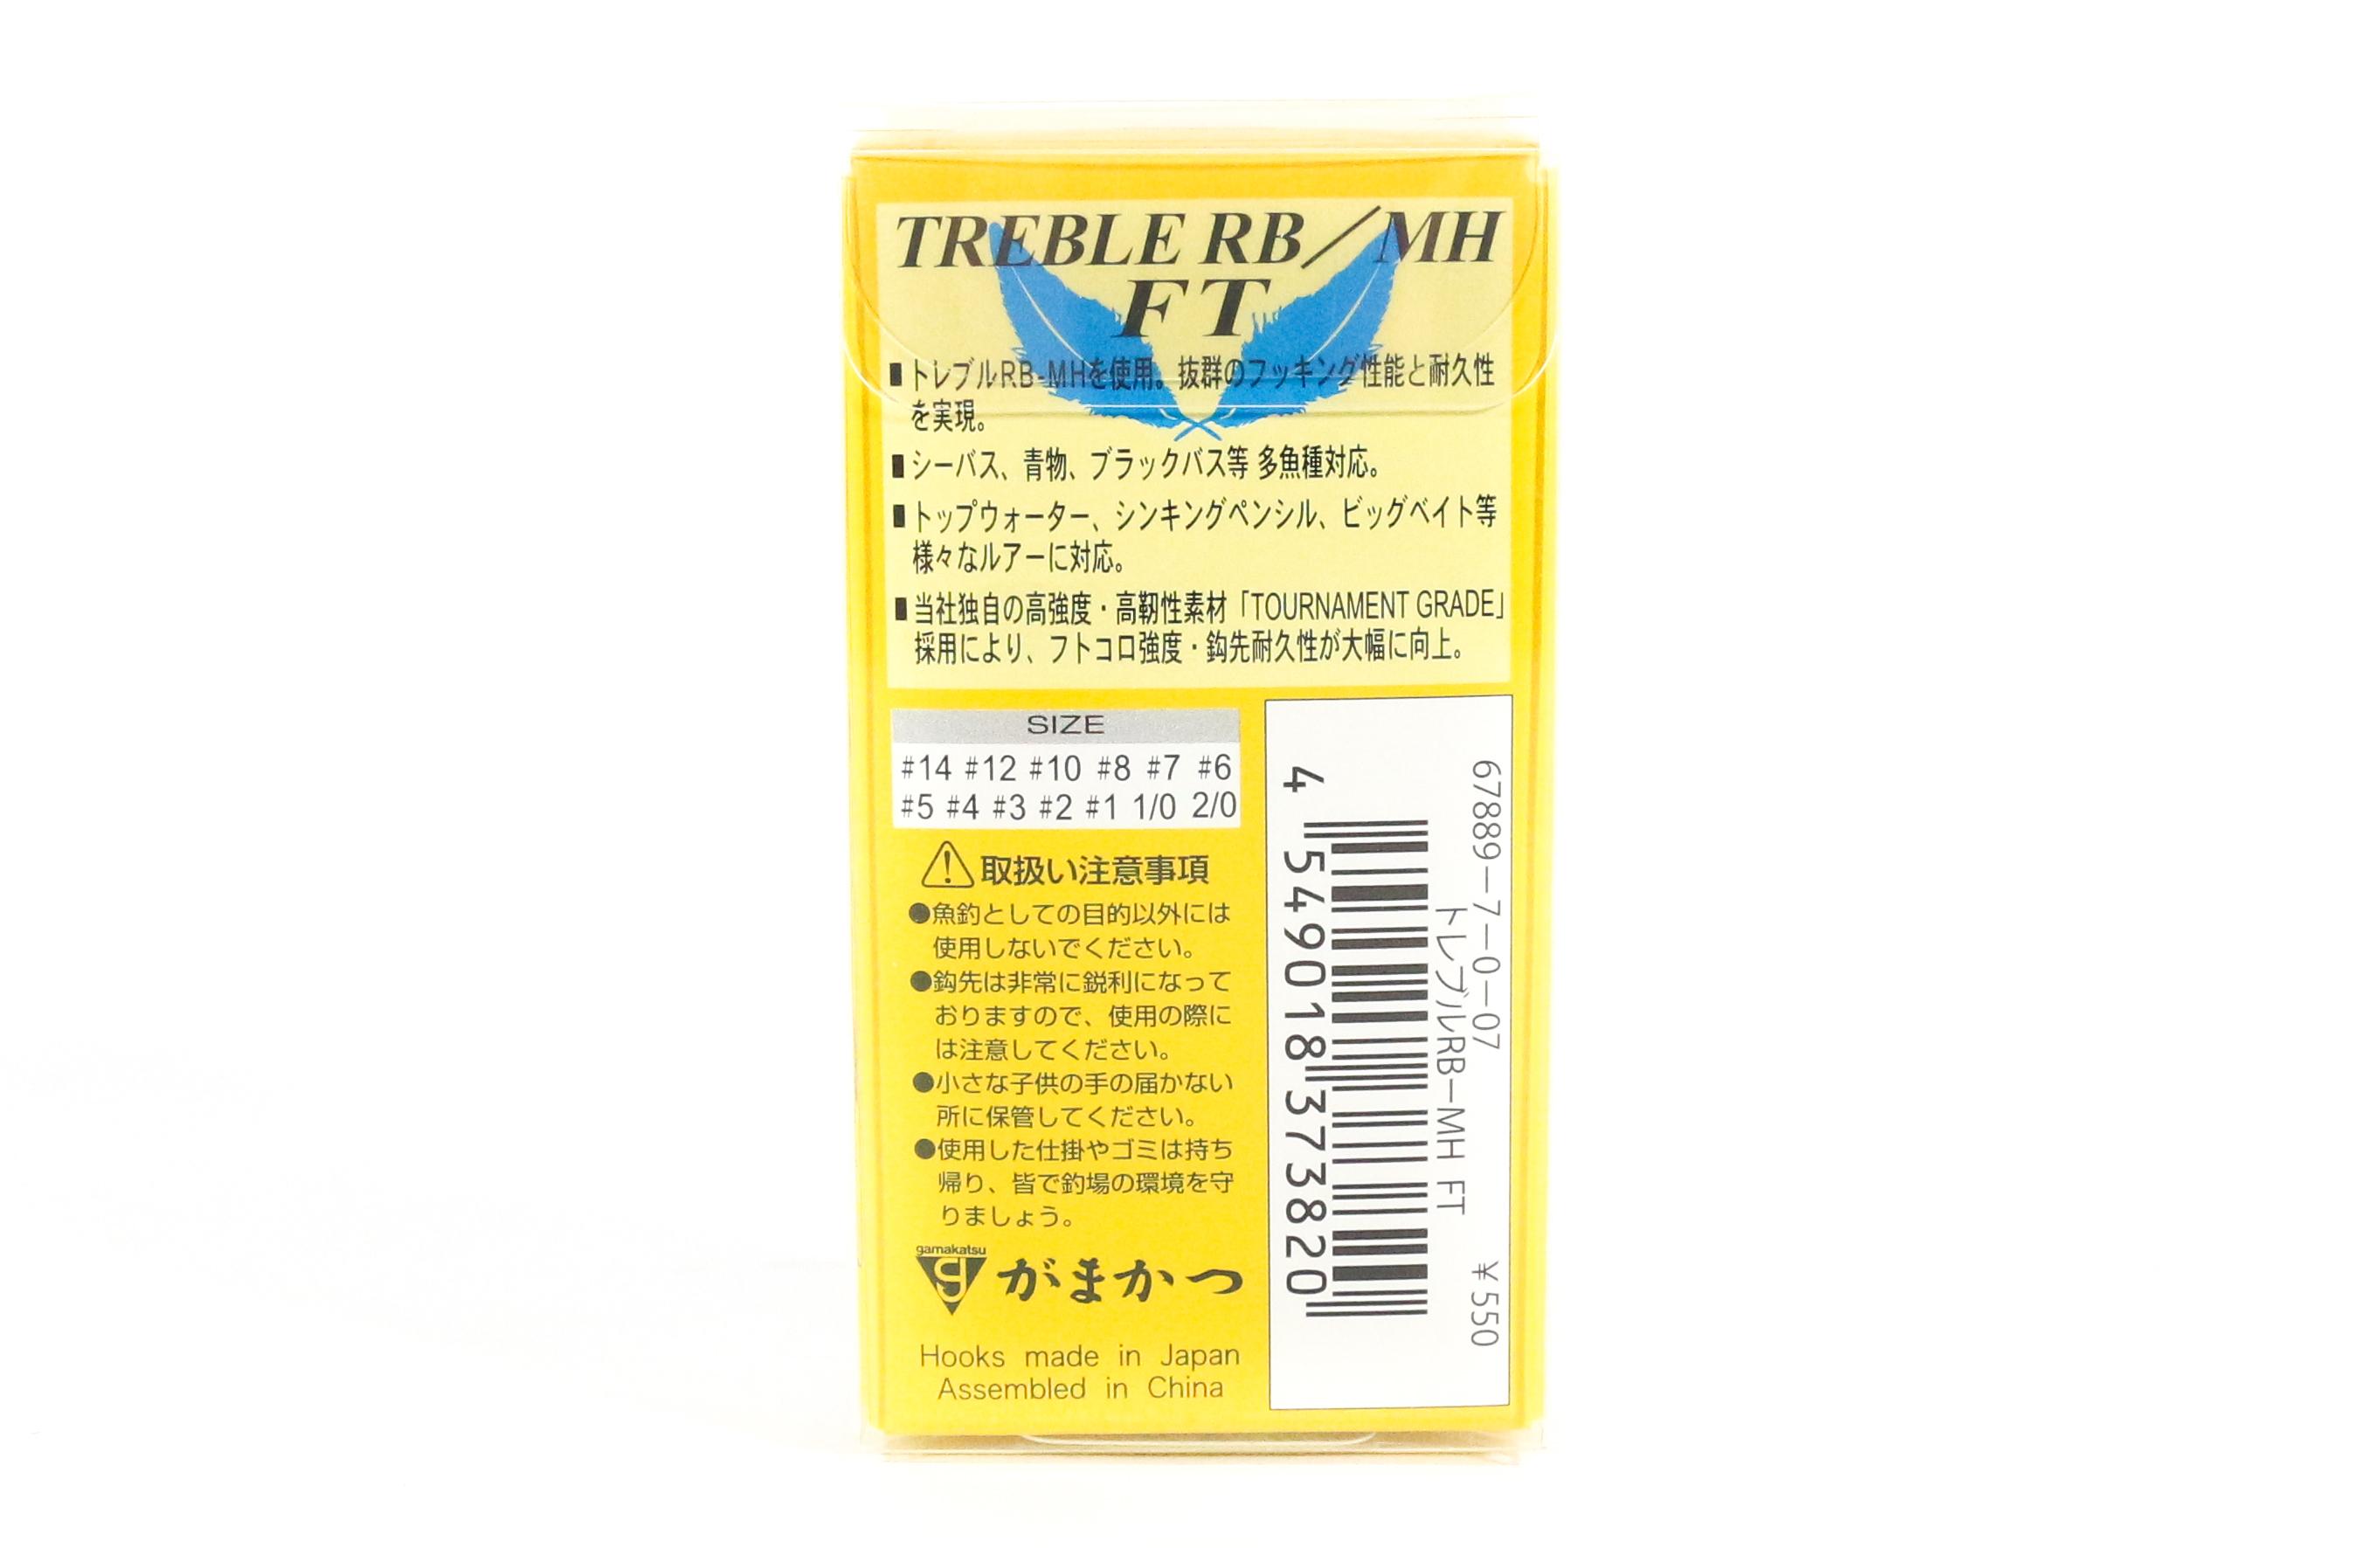 TREBLE RB/MH
FT
■トレブルRB-MHを使用。抜群のフッキング性能と耐久性
を実現。
■シーバス、青物、ブラックバス等 多魚種対応。
■トップウォーター、シンキングペンシル、ビッグベイト等
様々なルアーに対応。
■当社独自の高強度・高靭性素材「TOURNAMENT GRADE」
採用により、フトコロ強度・鈎先耐久性が大幅に向上。
SIZE
#14 #12 #10 #8 #7 #6
#5 #4 #3 #2 #1 1/0 2/0
取扱い注意事項
●魚釣としての目的以外には
使用しないでください。
●鈎先は非常に鋭利になって
おりますので、使用の際に
は注意してください。
●小さな子供の手の届かない
所に保管してください。
●使用した仕掛やゴミは持ち
帰り、皆で釣場の環境を守
りましょう。
gamakatsu
がまかつ
Hooks made in Japan
Assembled in China
67889-7-0-07 ¥550
トレブルRB-MH FT
4 549018 373820